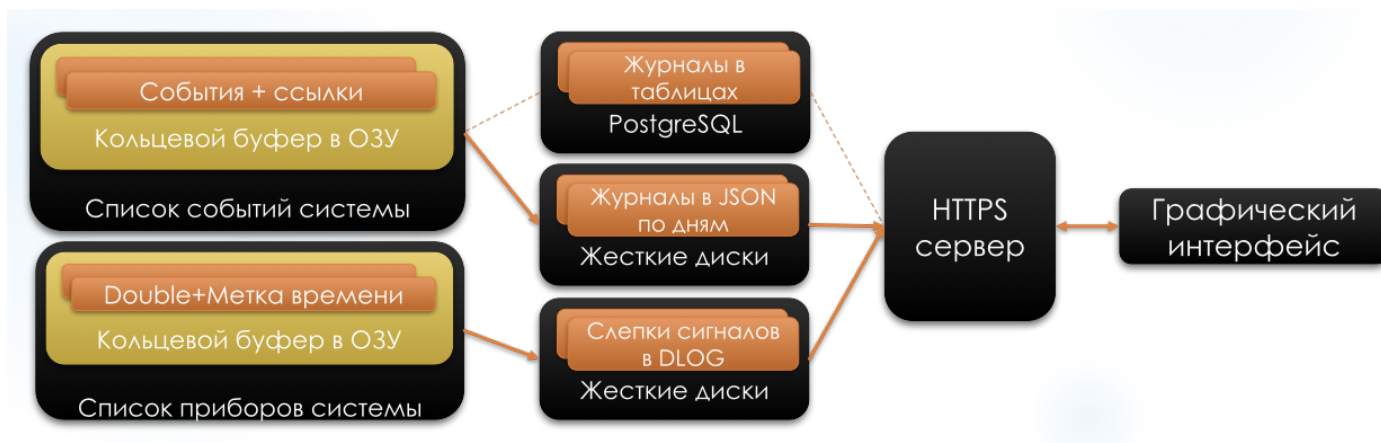 События + ссылки
Кольцевой буфер в ОЗУ
Список событий системы
Double+Метка времени
Кольцевой буфер в ОЗУ
Список приборов системы
Журналы в
таблицах
PostgreSQL
Журналы в JSON
по дням
Жесткие диски
Слепки сигналов
в DLOG
Жесткие диски
HTTPS
сервер
Графический
интерфейс